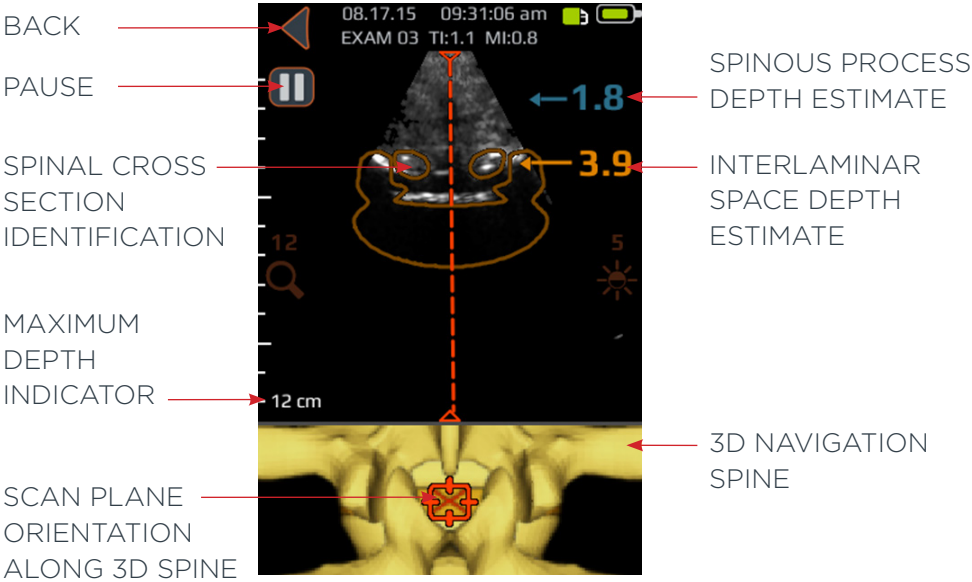 BACK
PAUSE
SPINAL CROSS
SECTION
IDENTIFICATION
MAXIMUM
DEPTH
INDICATOR
SCAN PLANE
ORIENTATION
ALONG 3D SPINE
08.17.15 09:31:06 am
EXAM 03 TI:1.1 MI:0.8
1.8
3.9
12
5
12 cm
SPINOUS PROCESS
DEPTH ESTIMATE
INTERLAMINAR
SPACE DEPTH
ESTIMATE
3D NAVIGATION
SPINE